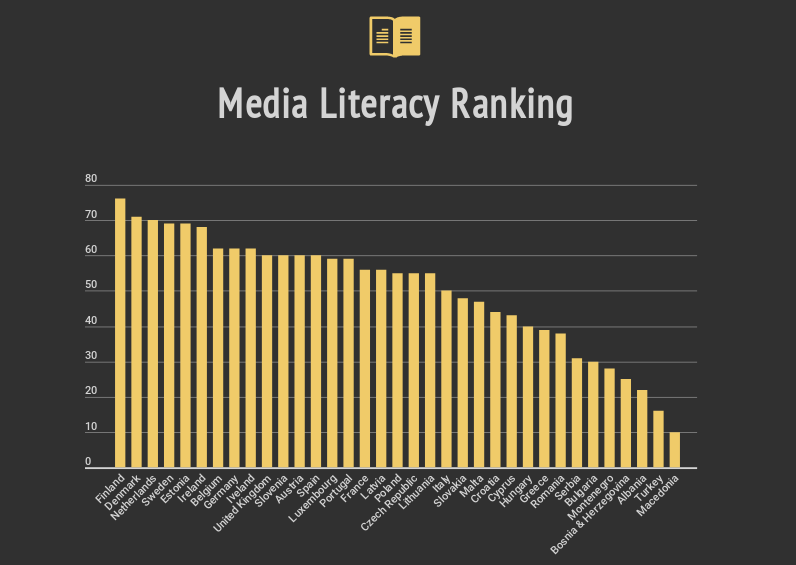 Media Literacy Ranking
80
70
60
50
40
30
20
10
0
Finland
Denmark
Netherlands
Sweden
Estonia
Ireland
Belgium
Germany
Iveland
United Kingdom
Slovenia
Austria
Spain
Luxembourg
Portugal
France
Latvia
Poland
Czech Republic
Lithuania
Italy
Slovakia
Malta
Croatia
Cyprus
Hungary
Greece
Romania
Serbia
Bulgaria
Montenegro
Bosnia & Herzegovina
Albania
Turkey
Macedonia